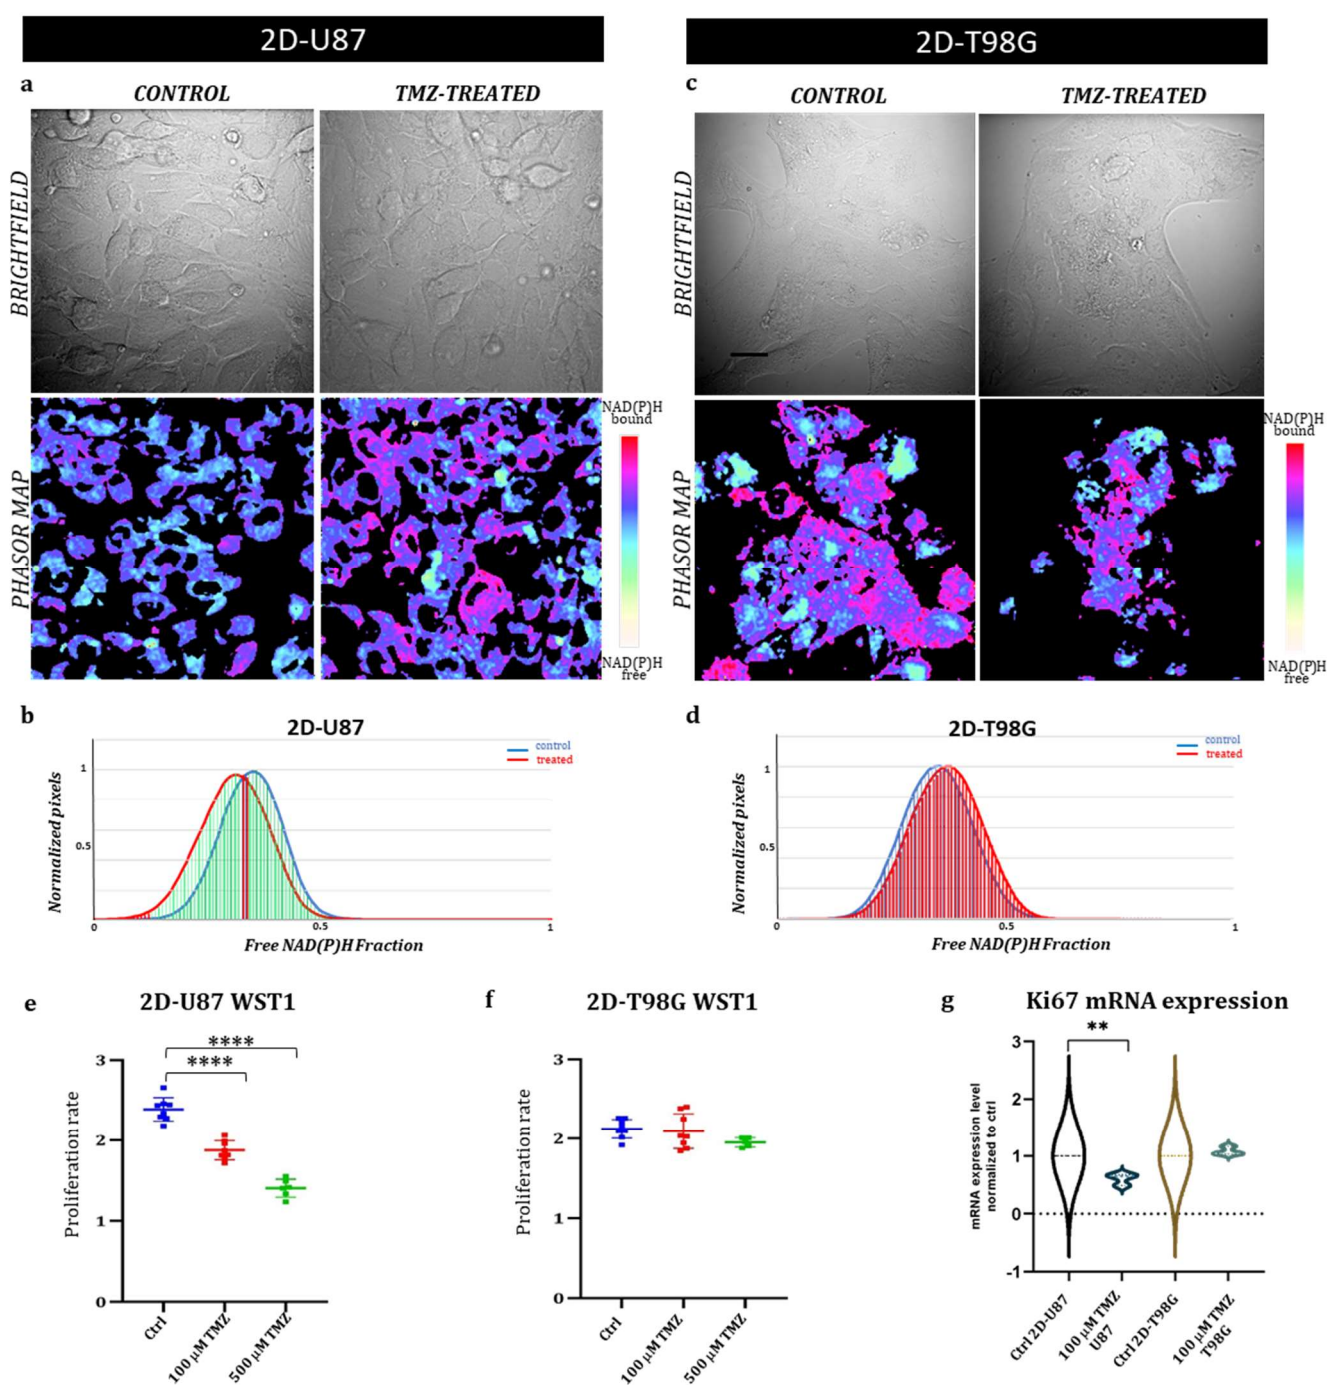 2D-U87
2D-T98G
a
CONTROL
TMZ-TREATED
c
CONTROL
TMZ-TREATED
BRIGHTFIELD
BRIGHTFIELD
PHASOR MAP
NAD(P)H
bound
NAD(P)H
free
PHASOR MAP
NAD(P)H
bound
NAD(P)H
free
b
2D-U87
control
treated
Normalized pixels
1
0.5
0
0.5
1
Free NAD(P)H Fraction
d
2D-T98G
control
treated
Normalized pixels
1
0.5
0
0.5
1
Free NAD(P)H Fraction
e
2D-U87 WST1
****
****
Proliferation rate
3
2
1
0
Ctrl
100 µM TMZ
500 µM TMZ
f
2D-T98G WST1
Proliferation rate
3
2
1
0
Ctrl
100 µM TMZ
500 µM TMZ
g
Ki67 mRNA expression
**
mRNA expression level
normalized to ctrl
3
2
1
0
-1
Ctrl 2D-U87
100 µM TMZ
U87
Ctrl 2D-T98G
100 µM TMZ
T98G